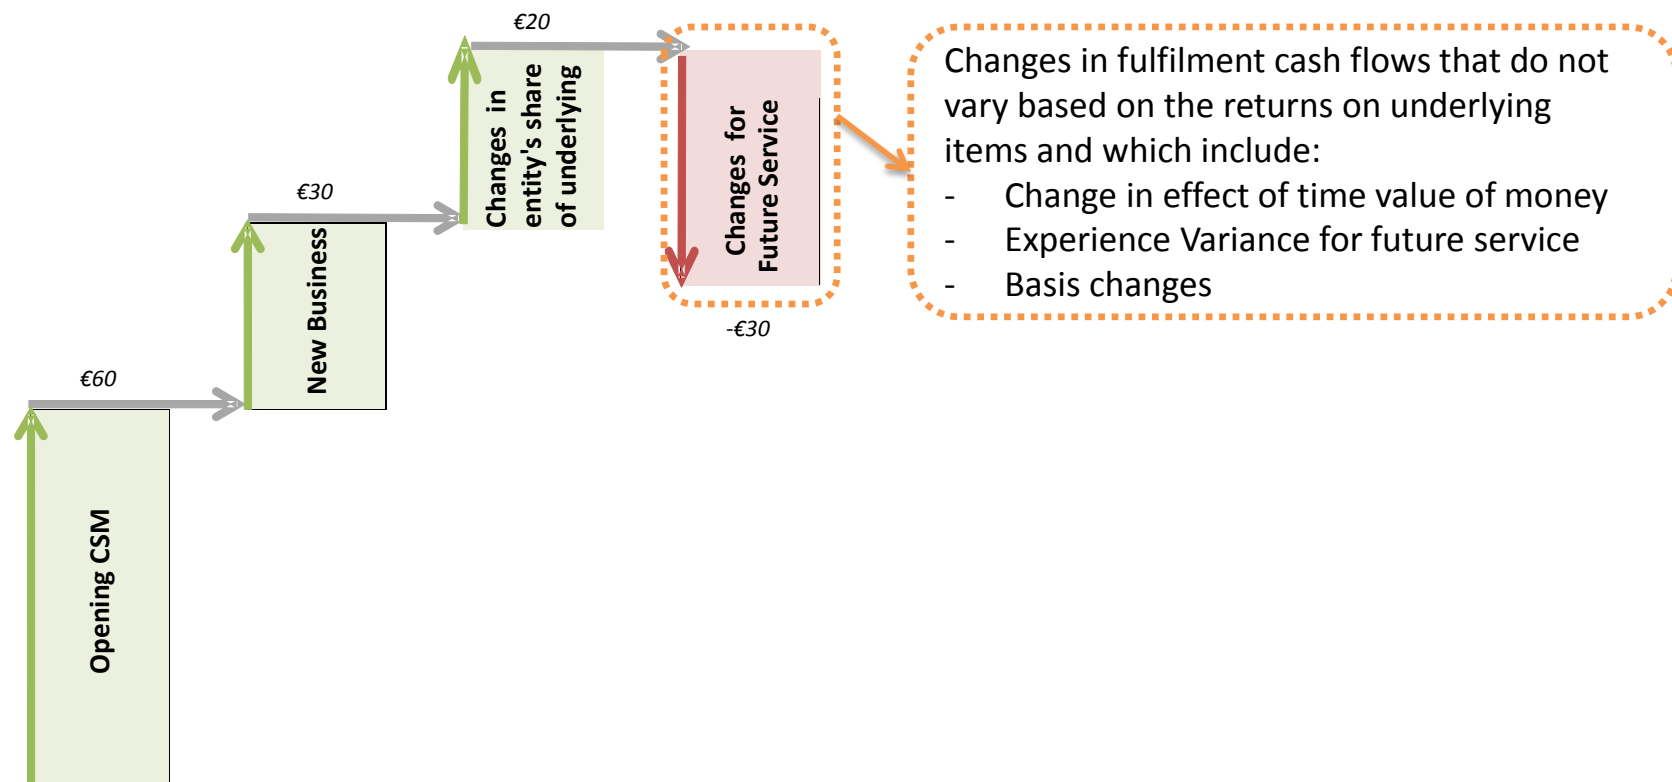 €20
Changes in fulfilment cash flows that do not
vary based on the returns on underlying
items and which include:
- Change in effect of time value of money
- Experience Variance for future service
- Basis changes
Changes in
entity's share
of underlying
Changes for
Future Service
-€30
€30
New Business
€60
Opening CSM